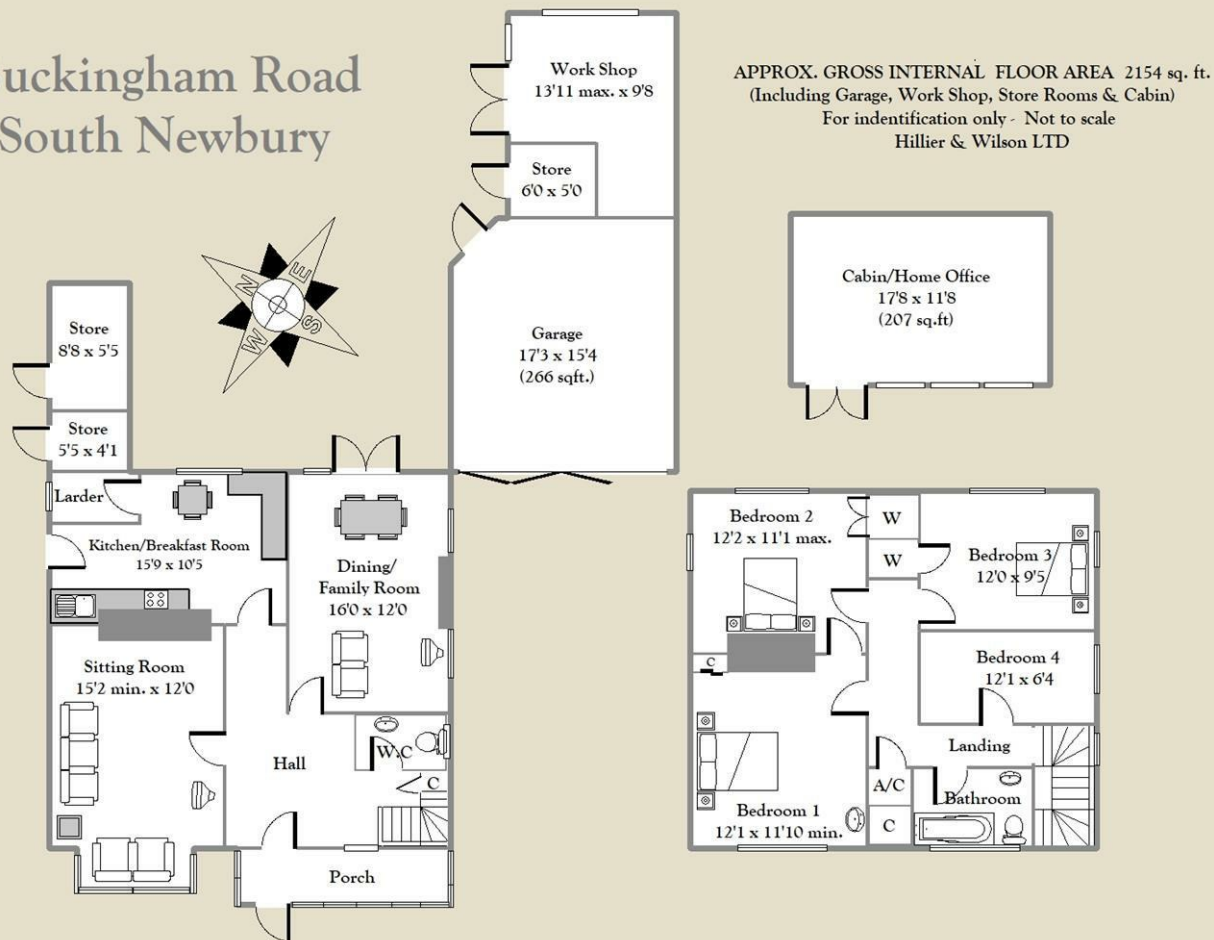 uckingham Road
South Newbury
APPROX. GROSS INTERNAL FLOOR AREA 2154 sq. ft.
(Including Garage, Work Shop, Store Rooms & Cabin)
For indentification only - Not to scale
Hillier & Wilson LTD
Work Shop
13'11 max. x 9'8
Store
6'0 x 5'0
Garage
17'3 x 15'4
(266 sqft.)
Cabin/Home Office
17'8 x 11'8
(207 sq.ft)
N
E
S
W
Store
8'8 x 5'5
Store
5'5 x 4'1
Larder
Kitchen/Breakfast Room
15'9 x 10'5
Dining/
Family Room
16'0 x 12'0
Sitting Room
15'2 min. x 12'0
Hall
W.C
C
Porch
Bedroom 2
12'2 x 11'1 max.
W
W
Bedroom 3
12'0 x 9'5
C
Bedroom 4
12'1 x 6'4
Landing
A/C
C
Bathroom
Bedroom 1
12'1 x 11'10 min.